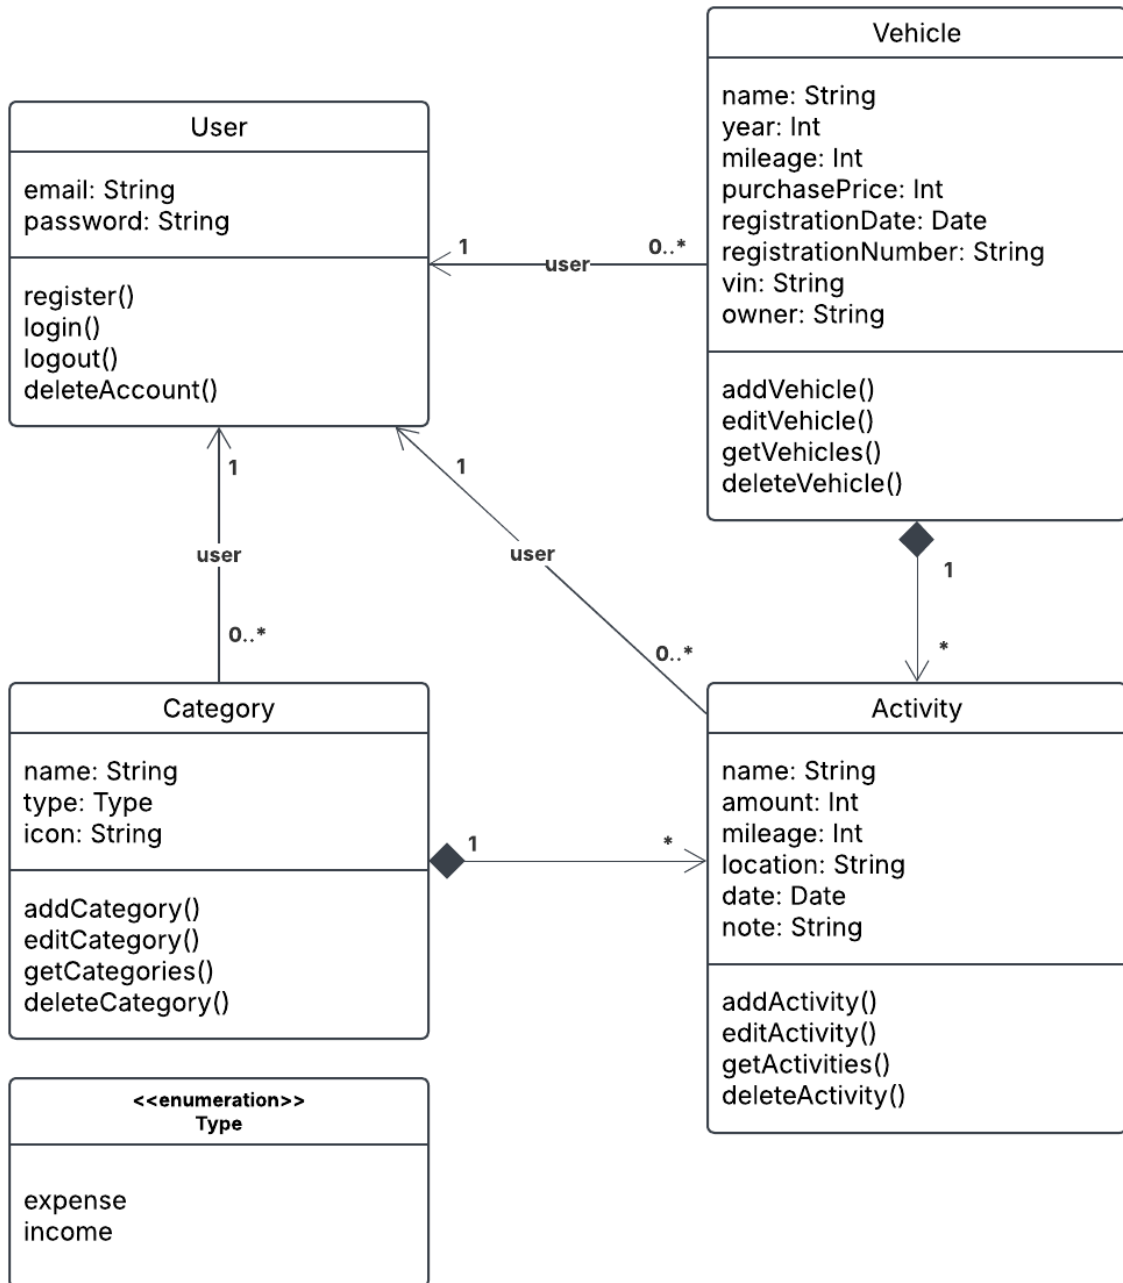 User
email: String
password: String
register()
login()
logout()
deleteAccount()
1
user
0..*
Vehicle
name: String
year: Int
mileage: Int
purchasePrice: Int
registrationDate: Date
registrationNumber: String
vin: String
owner: String
addVehicle()
editVehicle()
getVehicles()
deleteVehicle()
1
user
0..*
1
user
0..*
1
*
Category
name: String
type: Type
icon: String
addCategory()
editCategory()
getCategories()
deleteCategory()
1
*
Activity
name: String
amount: Int
mileage: Int
location: String
date: Date
note: String
addActivity()
editActivity()
getActivities()
deleteActivity()
<<enumeration>>
Type
expense
income